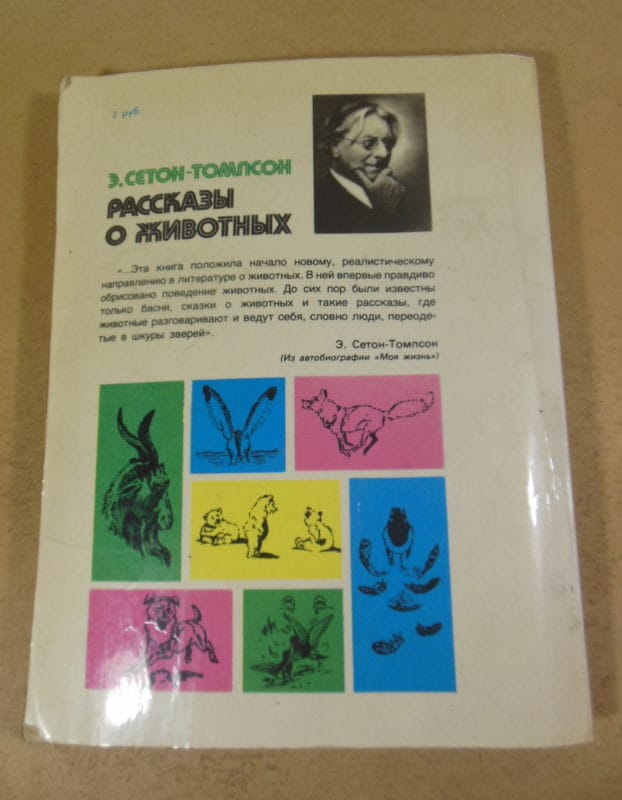 2 руб.
Э. СЕТОН-ТОМПСОН
РАССКАЗЫ
О ЖИВОТНЫХ
«...Эта книга положила начало новому, реалистическому
направлению в литературе о животных. В ней впервые правдиво
обрисовано поведение животных. До сих пор были известны
только басни, сказки о животных и такие рассказы, где
животные разговаривают и ведут себя, словно люди, переоде-
тые в шкуры зверей».
Э. Сетон-Томпсон
(Из автобиографии «Моя жизнь»)